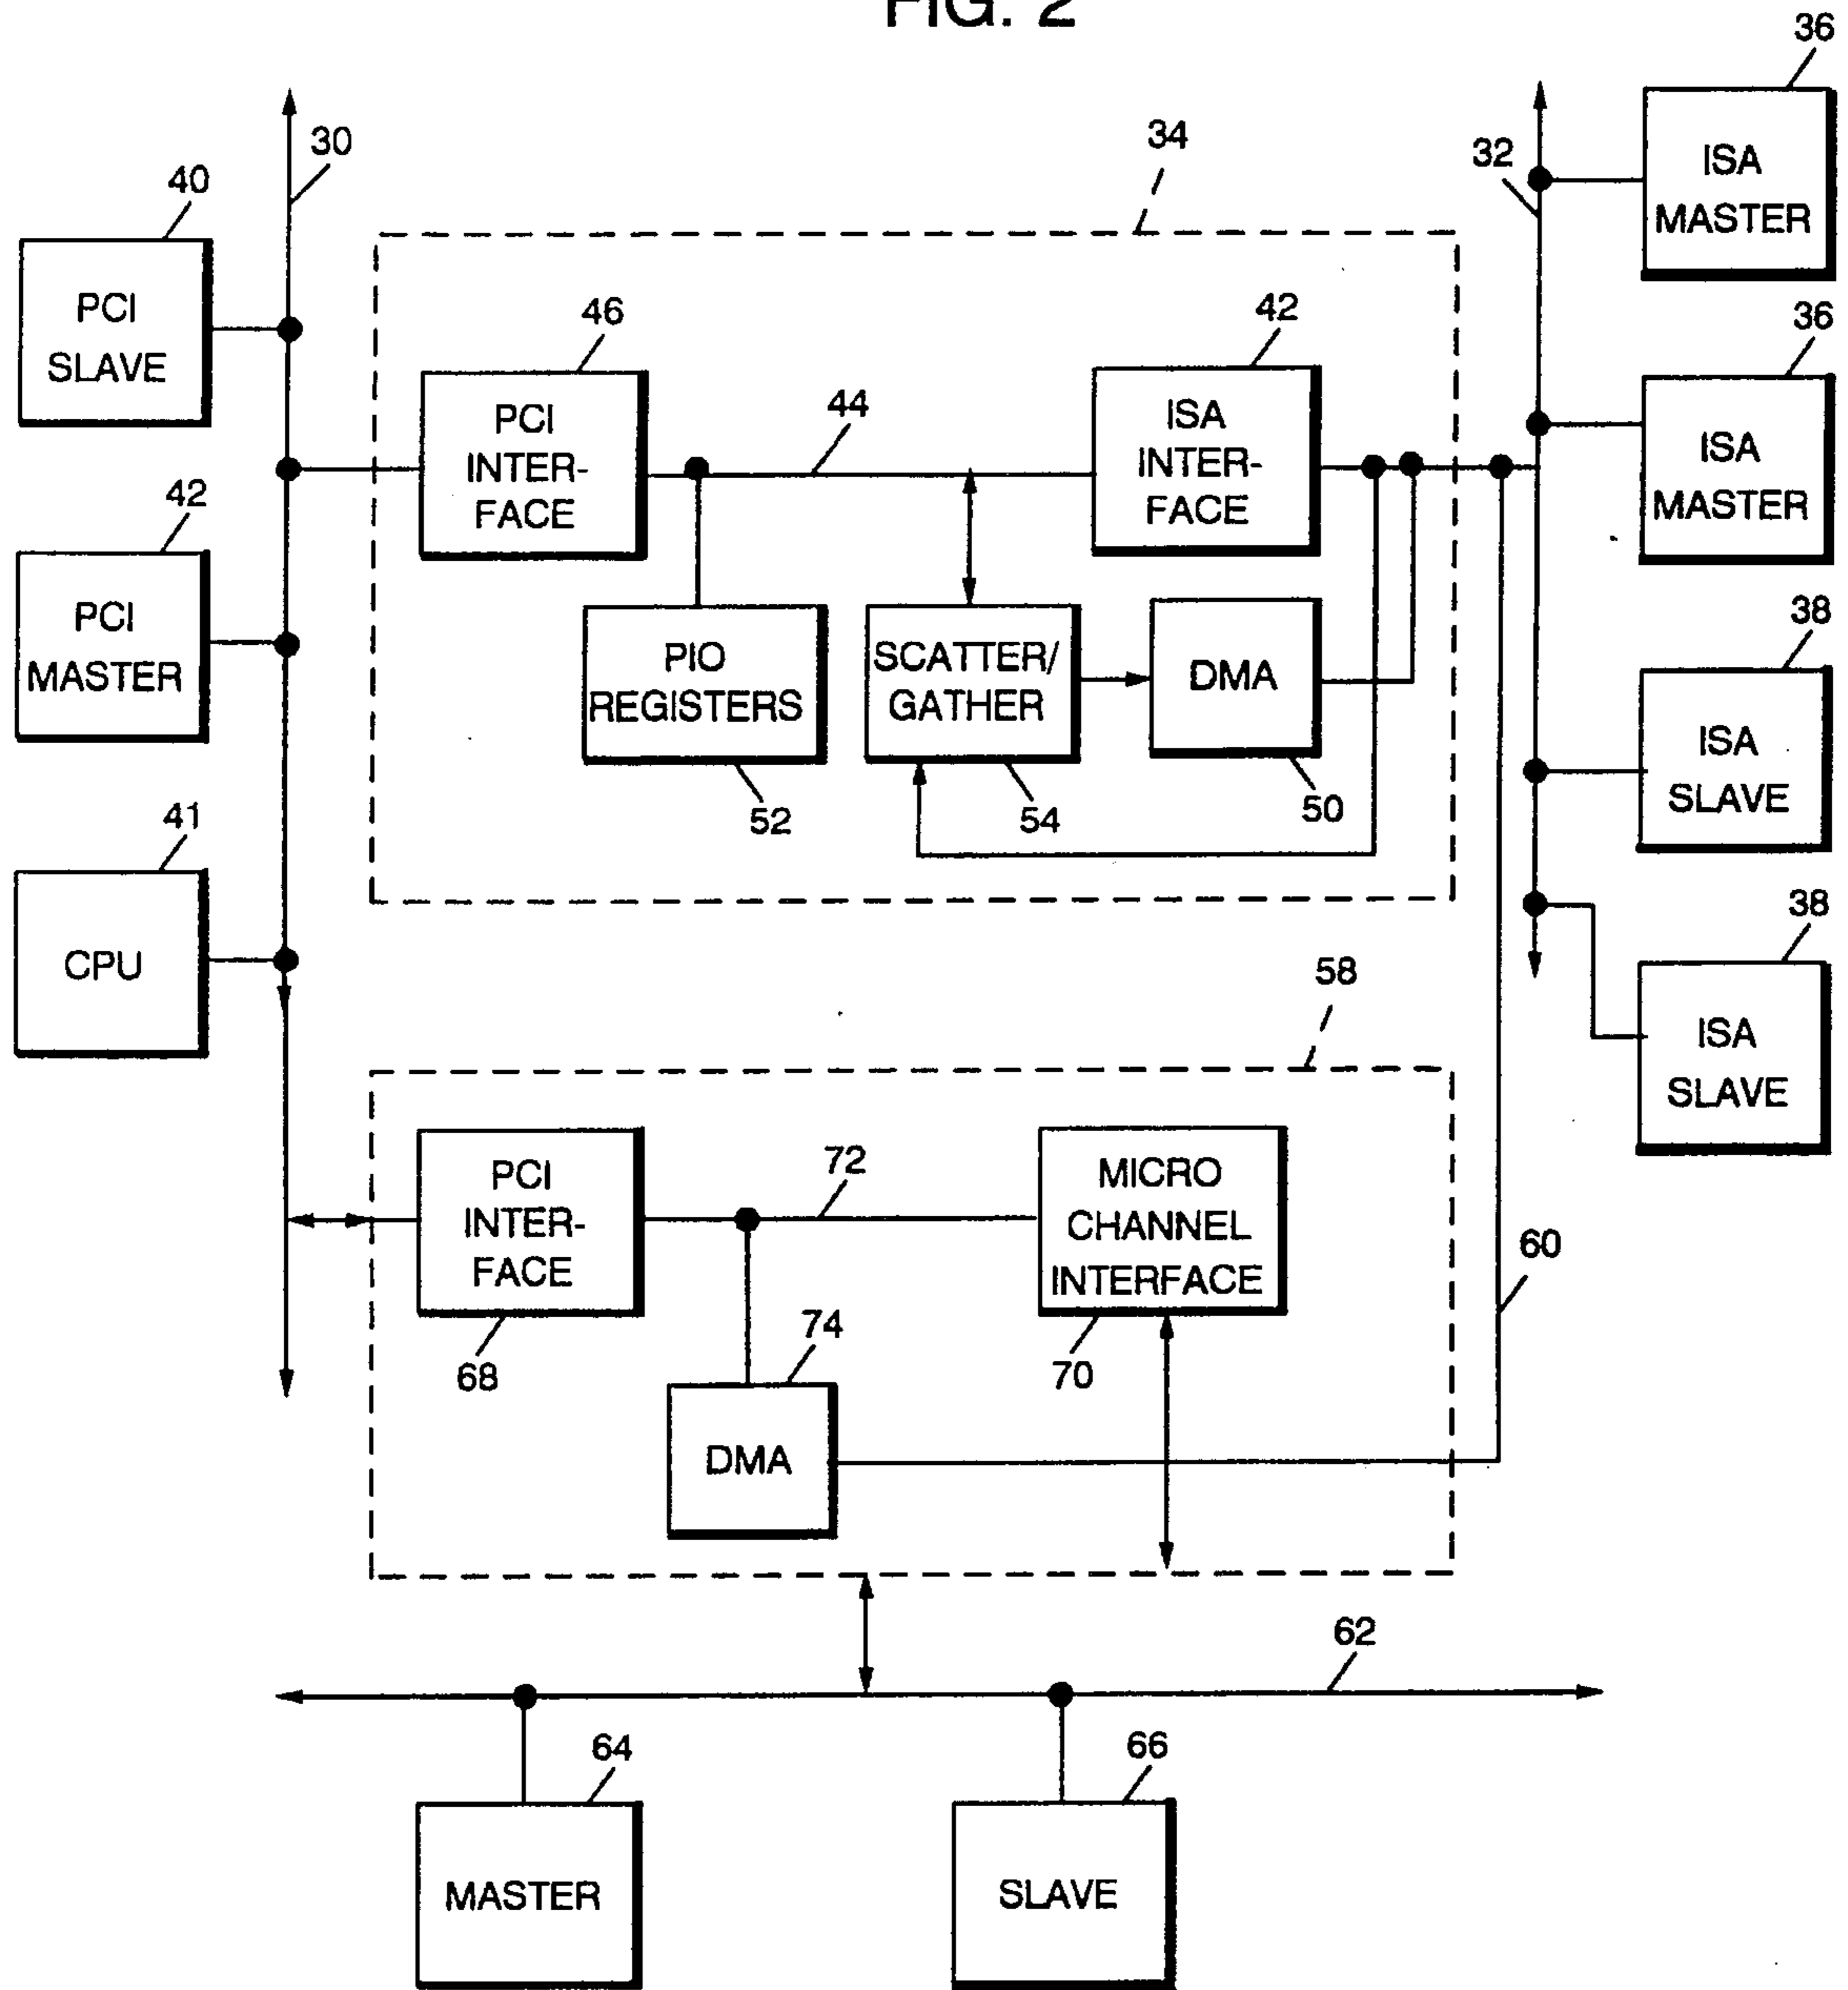 FIG. 2
36
34
30
32
ISA
MASTER
40
PCI
SLAVE
46
42
36
PCI
INTER-
FACE
44
ISA
INTER-
FACE
ISA
MASTER
42
PCI
MASTER
PIO
REGISTERS
SCATTER/
GATHER
DMA
38
ISA
SLAVE
52
54
50
41
CPU
38
ISA
SLAVE
58
PCI
INTER-
FACE
72
MICRO
CHANNEL
INTERFACE
60
68
74
70
DMA
62
64
66
MASTER
SLAVE